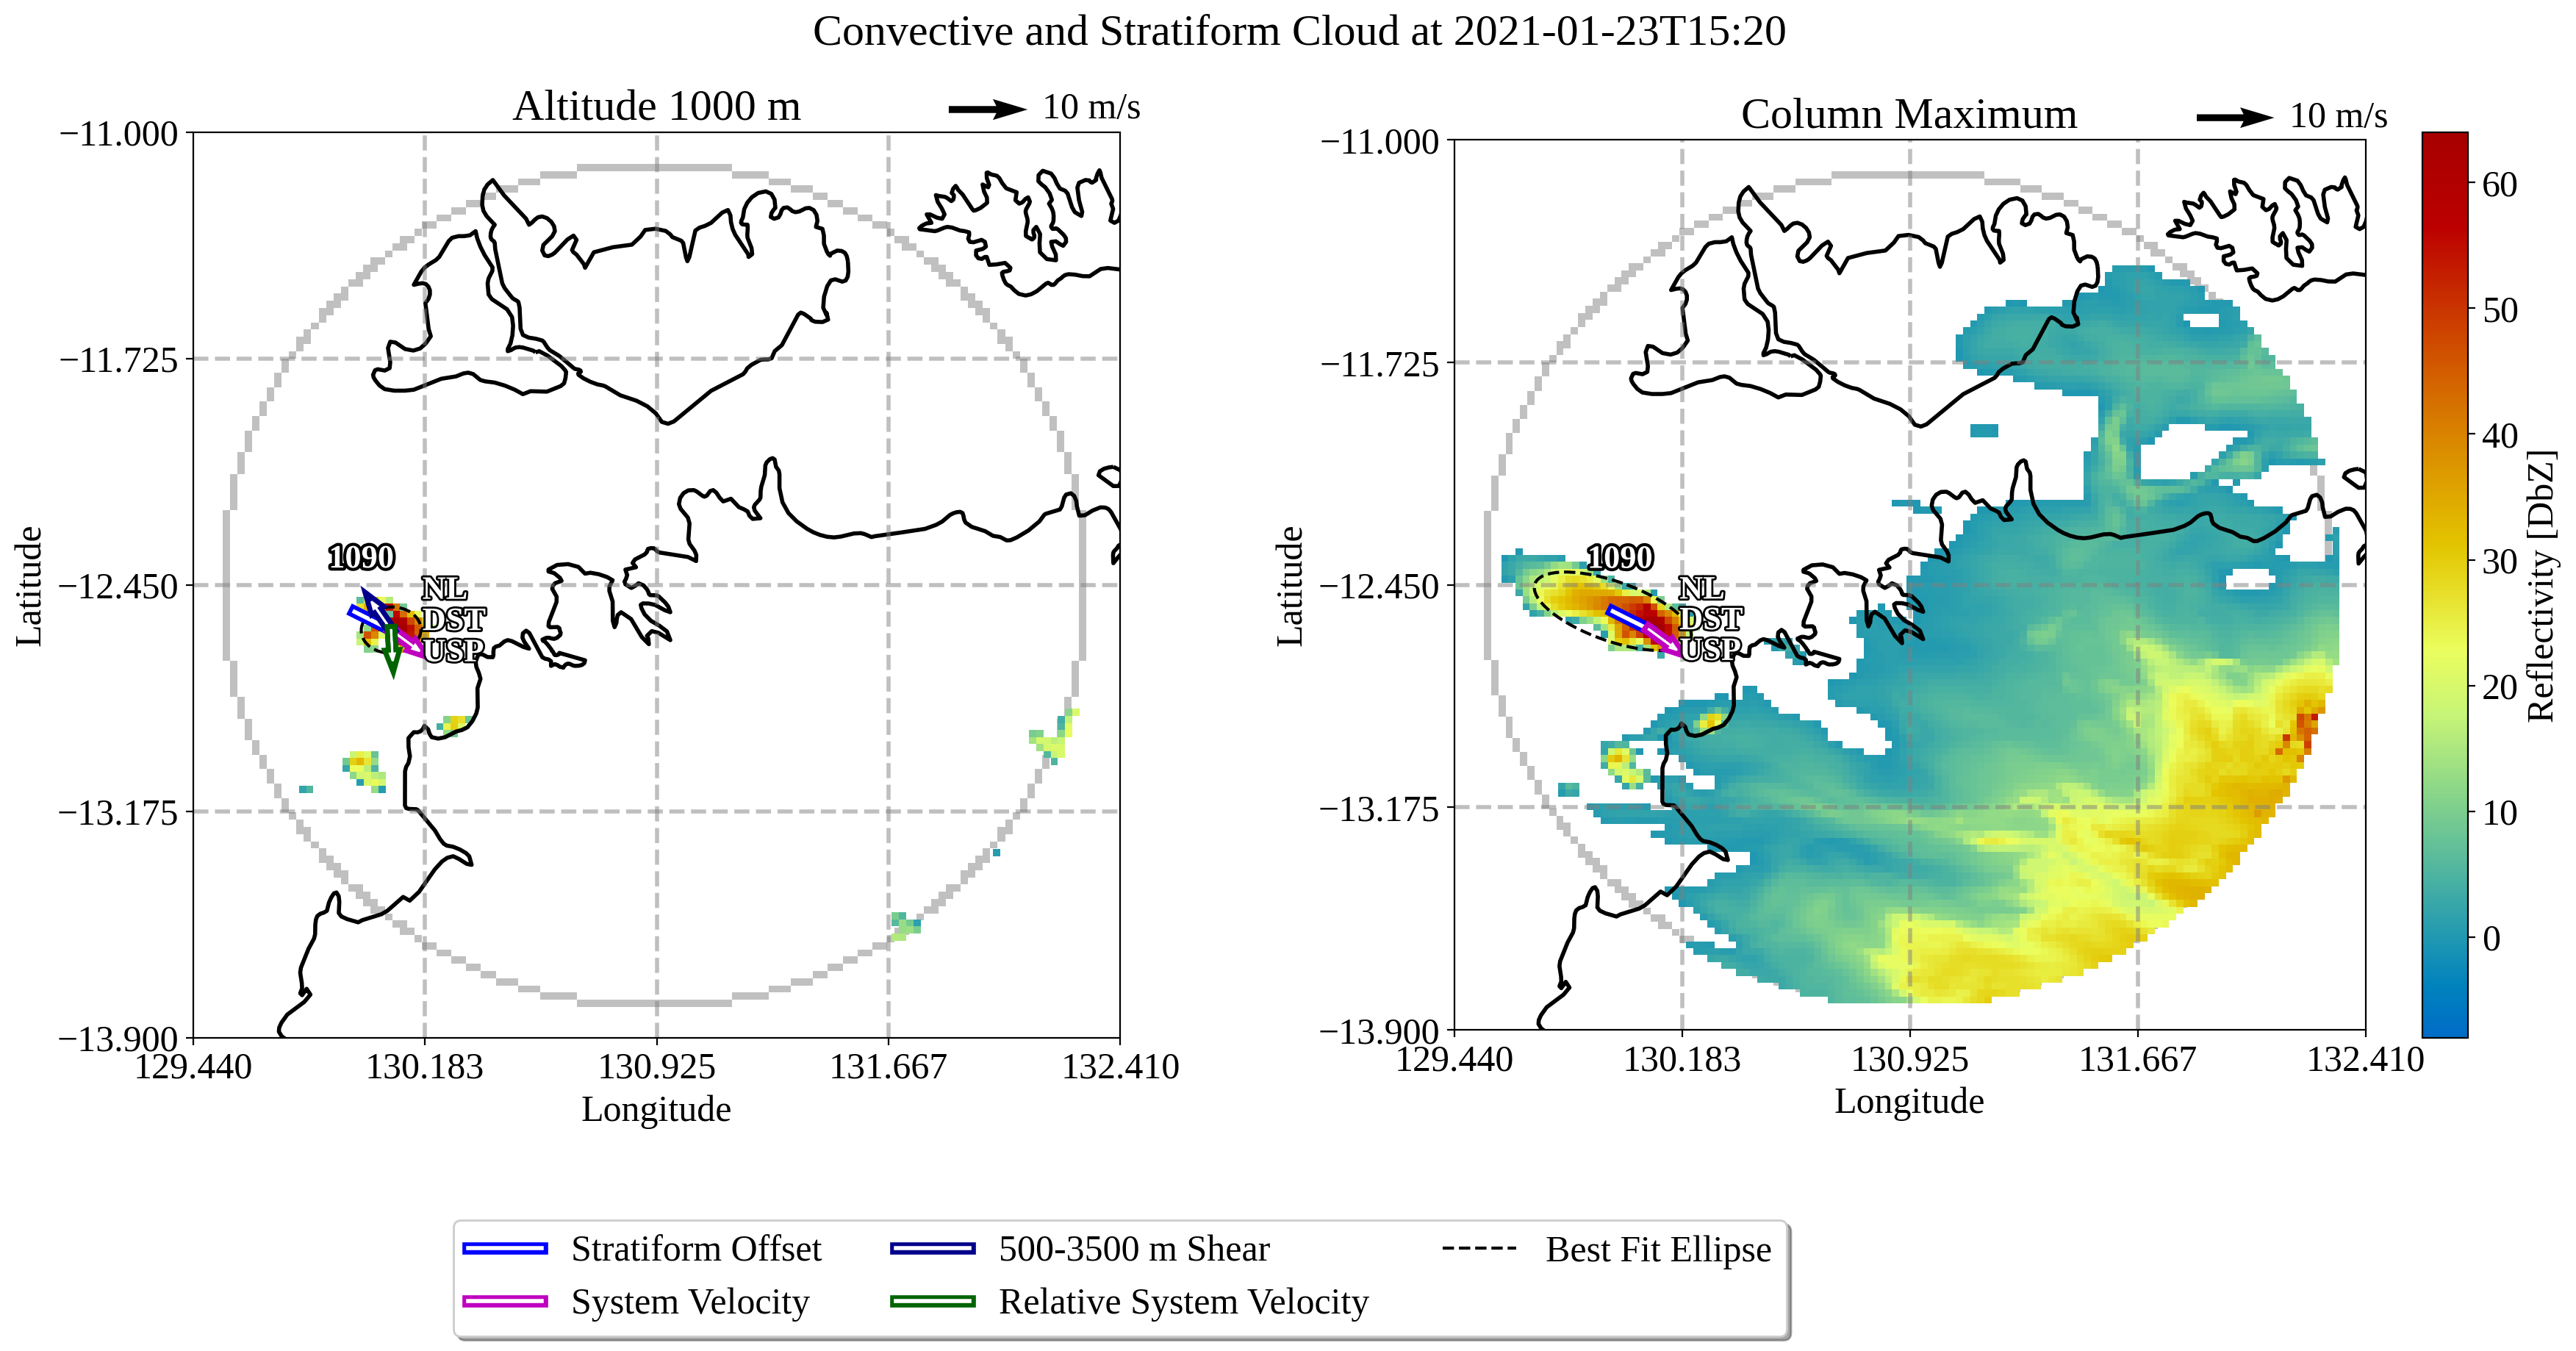 Convective and Stratiform Cloud at 2021-01-23T15:20
Altitude 1000 m
10 m/s
−11.000
−11.725
−12.450
−13.175
−13.900
129.440
130.183
130.925
131.667
132.410
Latitude
Longitude
1090
NL
DST
USP
Column Maximum
10 m/s
−11.000
−11.725
−12.450
−13.175
−13.900
129.440
130.183
130.925
131.667
132.410
Latitude
Longitude
1090
NL
DST
USP
60
50
40
30
20
10
0
Reflectivity [DbZ]
Stratiform Offset
System Velocity
500-3500 m Shear
Relative System Velocity
Best Fit Ellipse